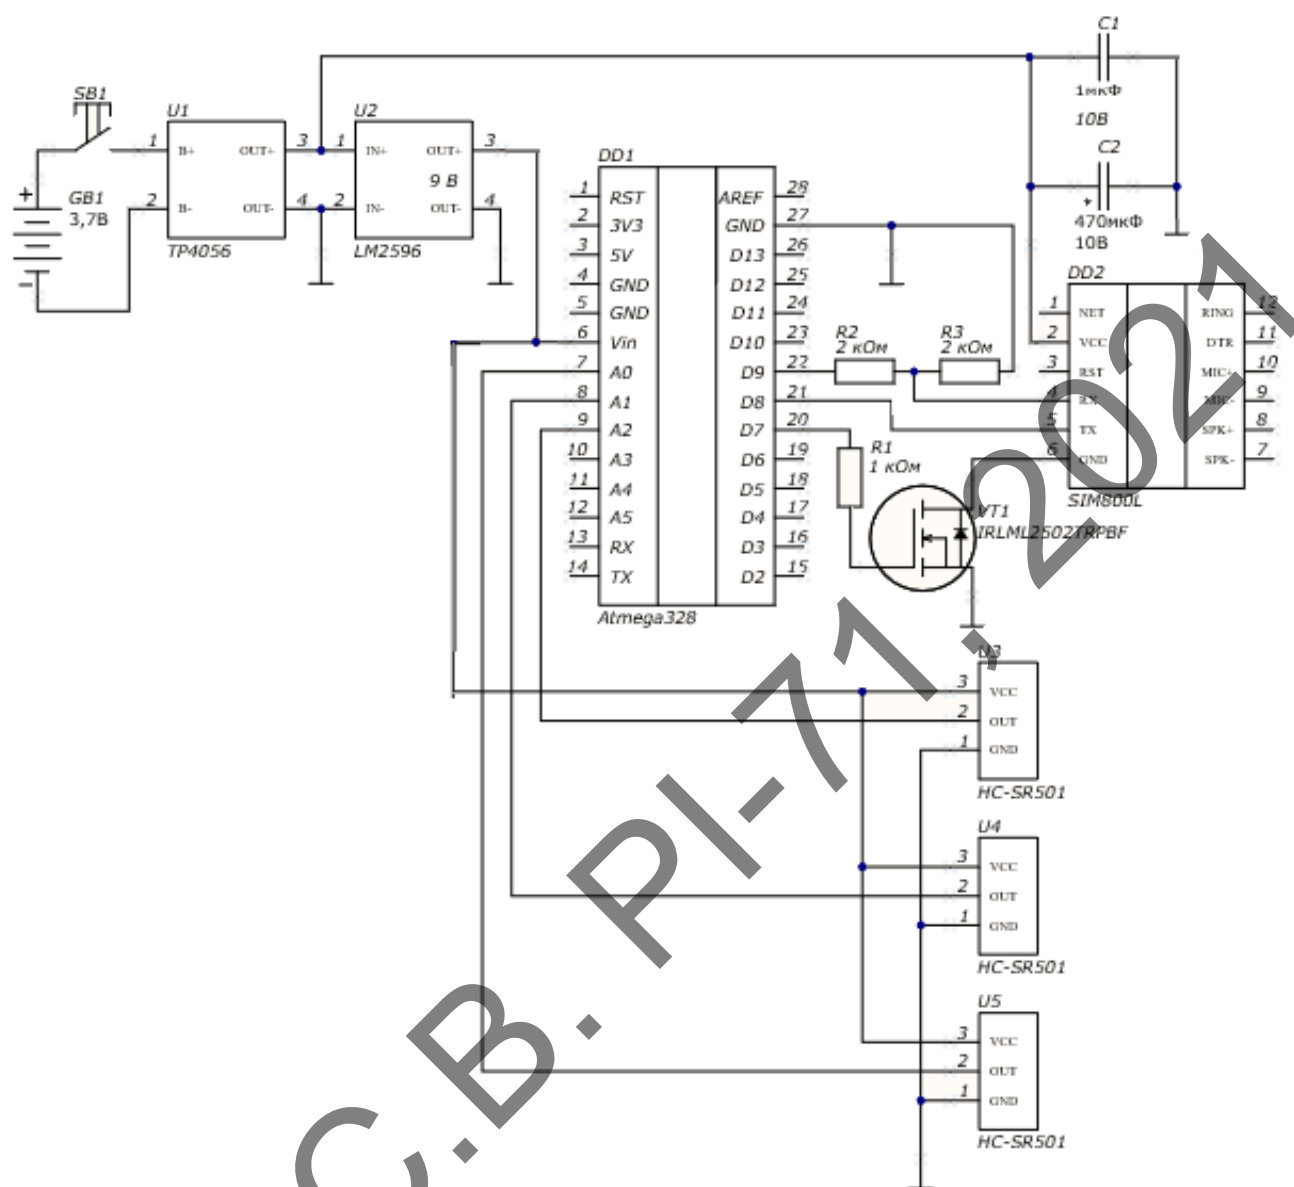 C1
1мкФ
10В
C2
+
470мкФ
10В
SB1
U1
1 B+ OUT+ 3
2 B- OUT- 4
TP4056
+
GB1
3,7В
-
U2
1 IN+ OUT+ 3
9 В
2 IN- OUT- 4
LM2596
DD1
1 RST AREF 28
2 3V3 GND 27
3 5V D13 26
4 GND D12 25
5 GND D11 24
6 Vin D10 23
7 A0 D9 22
8 A1 D8 21
9 A2 D7 20
10 A3 D6 19
11 A4 D5 18
12 A5 D4 17
13 RX D3 16
14 TX D2 15
Atmega328
R2
2 кОм
R3
2 кОм
R1
1 кОм
DD2
1 NET RING 12
2 VCC DTR 11
3 RST MIC+ 10
4 RX MIC- 9
5 TX SPK+ 8
6 GND SPK- 7
SIM800L
VT1
IRLML2502TRPBF
U3
3 VCC
2 OUT
1 GND
HC-SR501
U4
3 VCC
2 OUT
1 GND
HC-SR501
U5
3 VCC
2 OUT
1 GND
HC-SR501
С.В. РІ-71, 2021